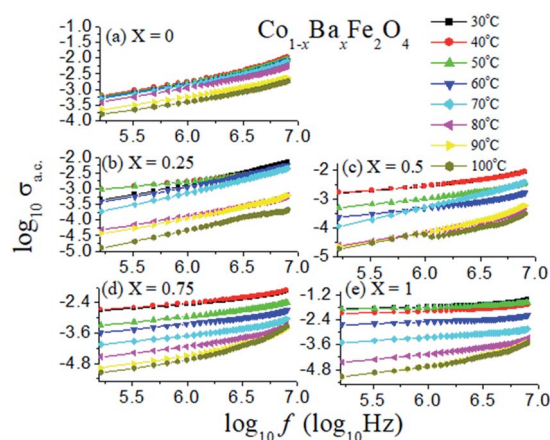 Co1-xBaxFe2O4
(a) X = 0
-1.0
-1.5
-2.0
-2.5
-3.0
-3.5
-4.0
5.5 6.0 6.5 7.0
30°C
40°C
50°C
60°C
70°C
80°C
90°C
100°C
(b) X = 0.25
-2.0
-2.5
-3.0
-3.5
-4.0
-4.5
-5.0
5.5 6.0 6.5 7.0
(c) X = 0.5
-2
-3
-4
-5
5.5 6.0 6.5 7.0
(d) X = 0.75
-2.4
-3.6
-4.8
5.5 6.0 6.5 7.0
(e) X = 1
-1.2
-2.4
-3.6
-4.8
5.5 6.0 6.5 7.0
log10 σa.c.
log10 f (log10Hz)